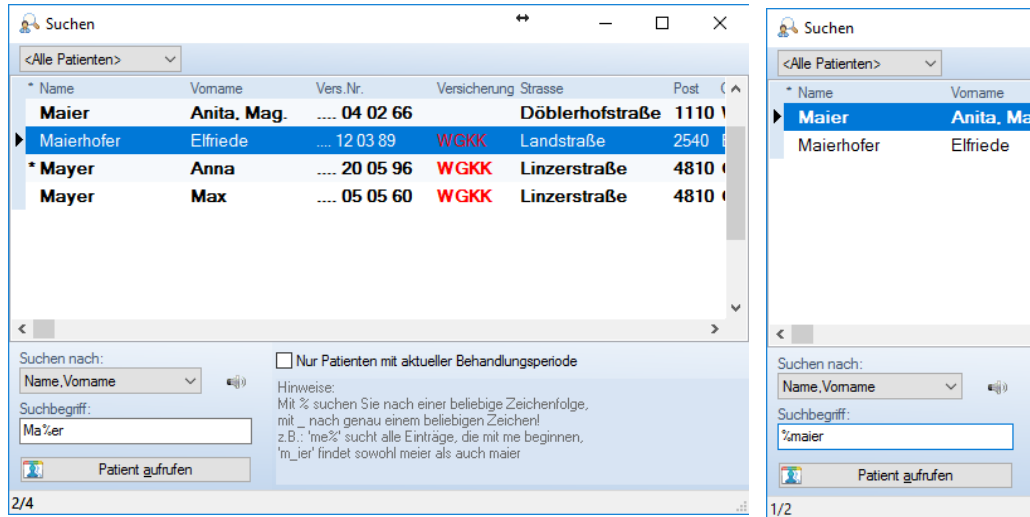 Suchen
<Alle Patienten>
* Name Vorname Vers.Nr. Versicherung Strasse Post
Maier Anita, Mag. .... 04 02 66 Döblerhofstraße 1110
Maierhofer Elfriede .... 12 03 89 WGKK Landstraße 2540
* Mayer Anna .... 20 05 96 WGKK Linzerstraße 4810
Mayer Max .... 05 05 60 WGKK Linzerstraße 4810
Suchen nach:
Name,Vorname
Suchbegriff:
Ma%er
Patient aufrufen
Nur Patienten mit aktueller Behandlungsperiode
Hinweise:
Mit % suchen Sie nach einer beliebige Zeichenfolge,
mit _ nach genau einem beliebigen Zeichen!
z.B.: 'me%' sucht alle Einträge, die mit me beginnen,
'm_ier' findet sowohl meier als auch maier
2/4
Suchen
<Alle Patienten>
* Name Vorname
Maier Anita, Ma
Maierhofer Elfriede
Suchen nach:
Name,Vorname
Suchbegriff:
%maier
Patient aufrufen
1/2